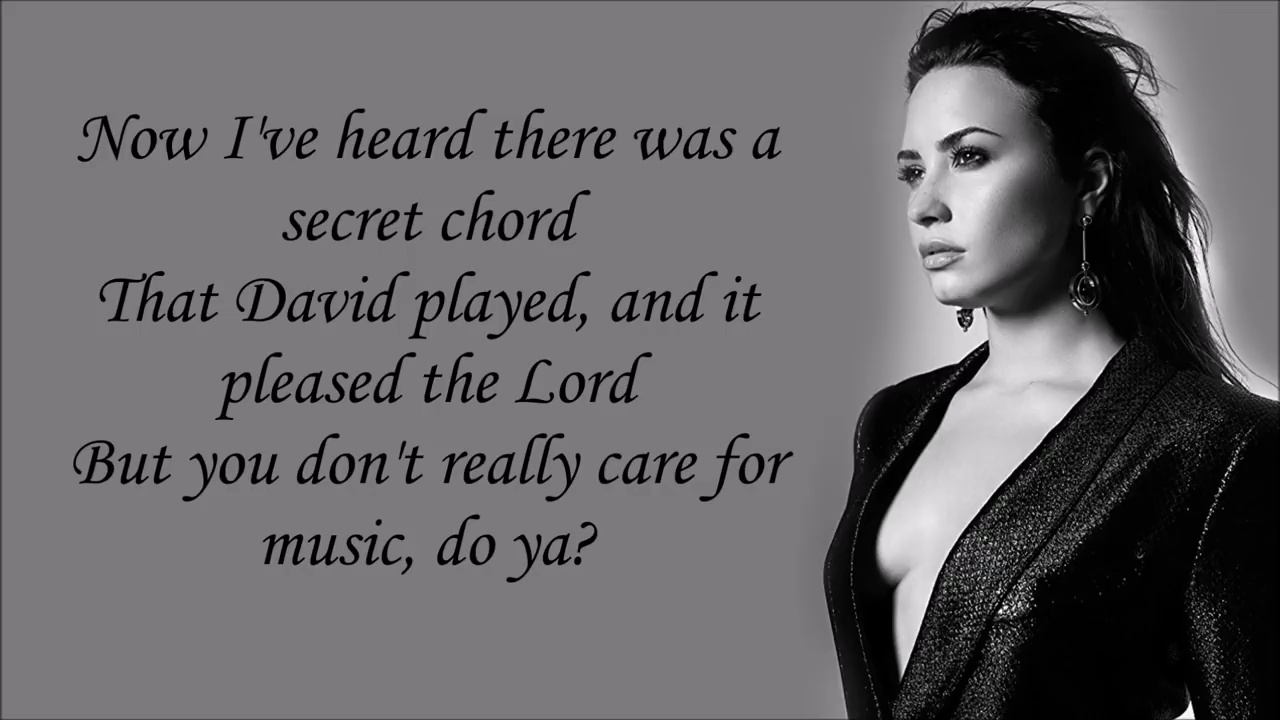 Now I've heard there was a
secret chord
That David played, and it
pleased the Lord
But you don't really care for
music, do ya?